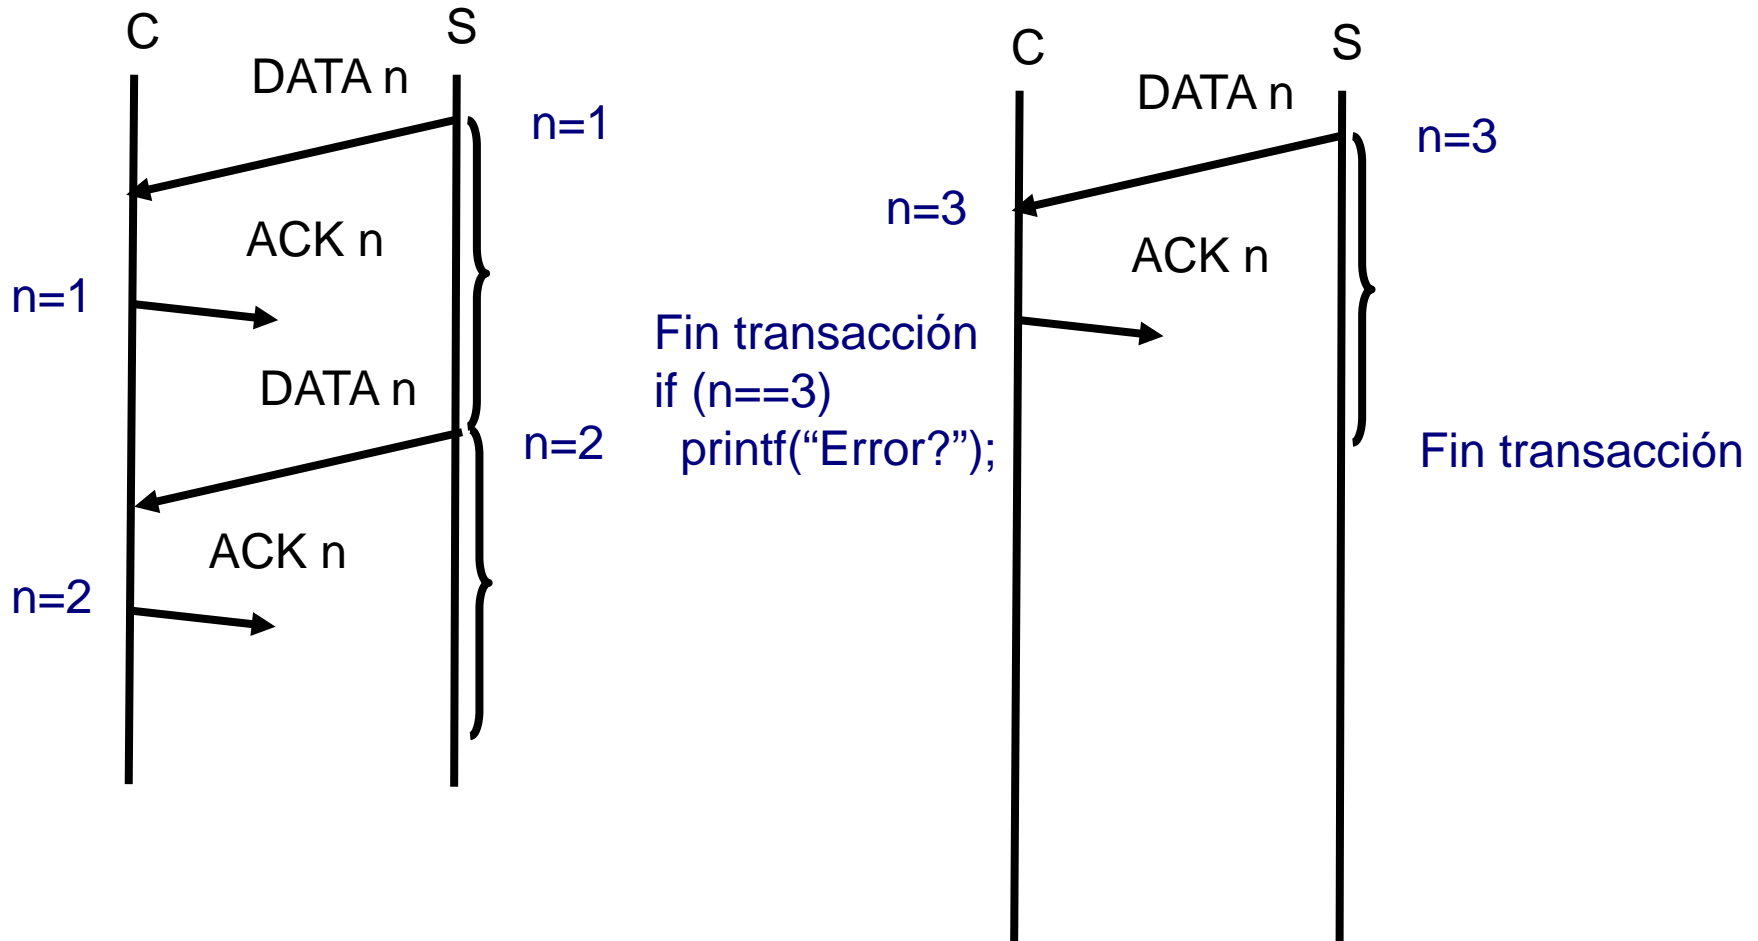 C
S
DATA n
n=1
ACK n
n=1
DATA n
n=2
ACK n
n=2
C
S
DATA n
n=3
n=3
ACK n
Fin transacción
if (n==3)
printf(“Error?”);
Fin transacción